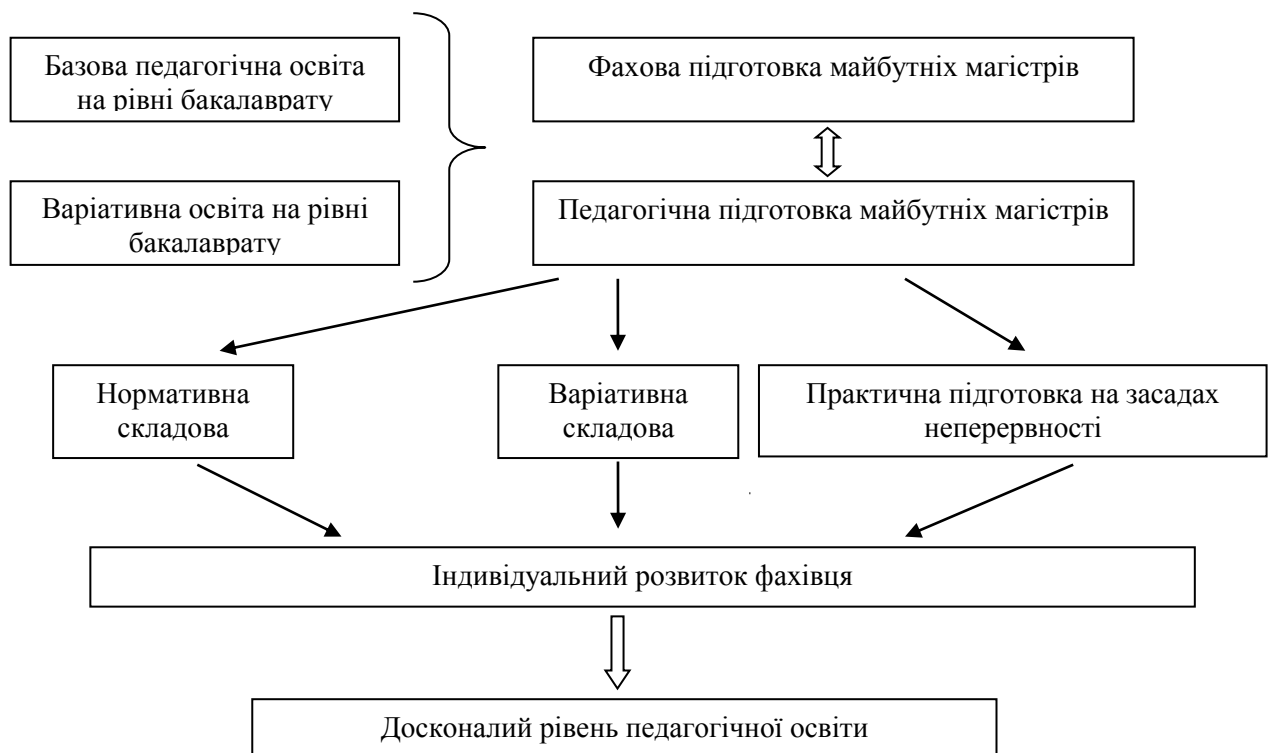 Базова педагогічна освіта
на рівні бакалаврату
Фахова підготовка майбутніх магістрів
Варіативна освіта на рівні
бакалаврату
Педагогічна підготовка майбутніх магістрів
Нормативна
складова
Варіативна
складова
Практична підготовка на засадах
неперервності
Індивідуальний розвиток фахівця
Досконалий рівень педагогічної освіти